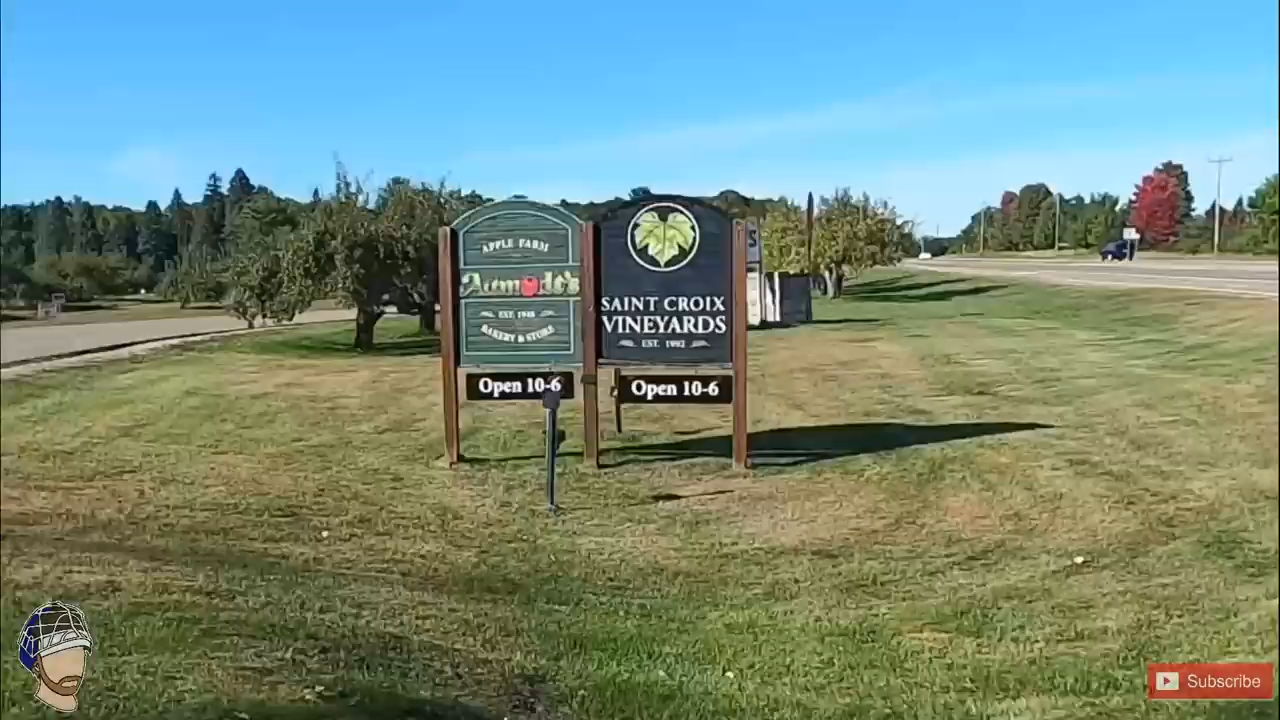 APPLE FARM
Aamodt's
EST. 1948
BAKERY & STORE
Open 10-6
SAINT CROIX
VINEYARDS
EST. 1992
Open 10-6
Subscribe